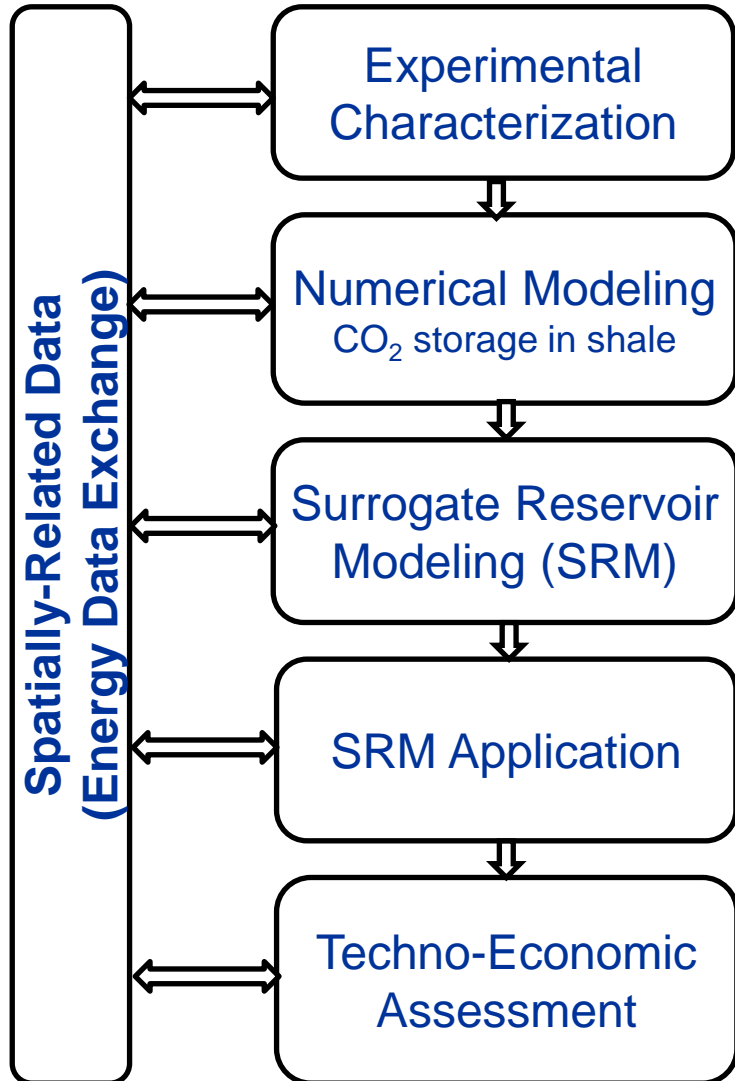 Spatially-Related Data
(Energy Data Exchange)
Experimental
Characterization
Numerical Modeling
CO₂ storage in shale
Surrogate Reservoir
Modeling (SRM)
SRM Application
Techno-Economic
Assessment